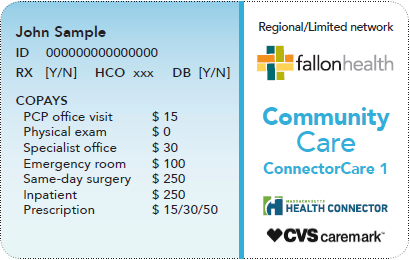 John Sample
ID 000000000000000
RX [Y/N] HCO xxx DB [Y/N]
COPAYS
PCP office visit $ 15
Physical exam $ 0
Specialist office $ 30
Emergency room $ 100
Same-day surgery $ 250
Inpatient $ 250
Prescription $ 15/30/50
Regional/Limited network
fallonhealth
Community
Care
ConnectorCare 1
MASSACHUSETTS
HEALTH CONNECTOR
CVS caremark™